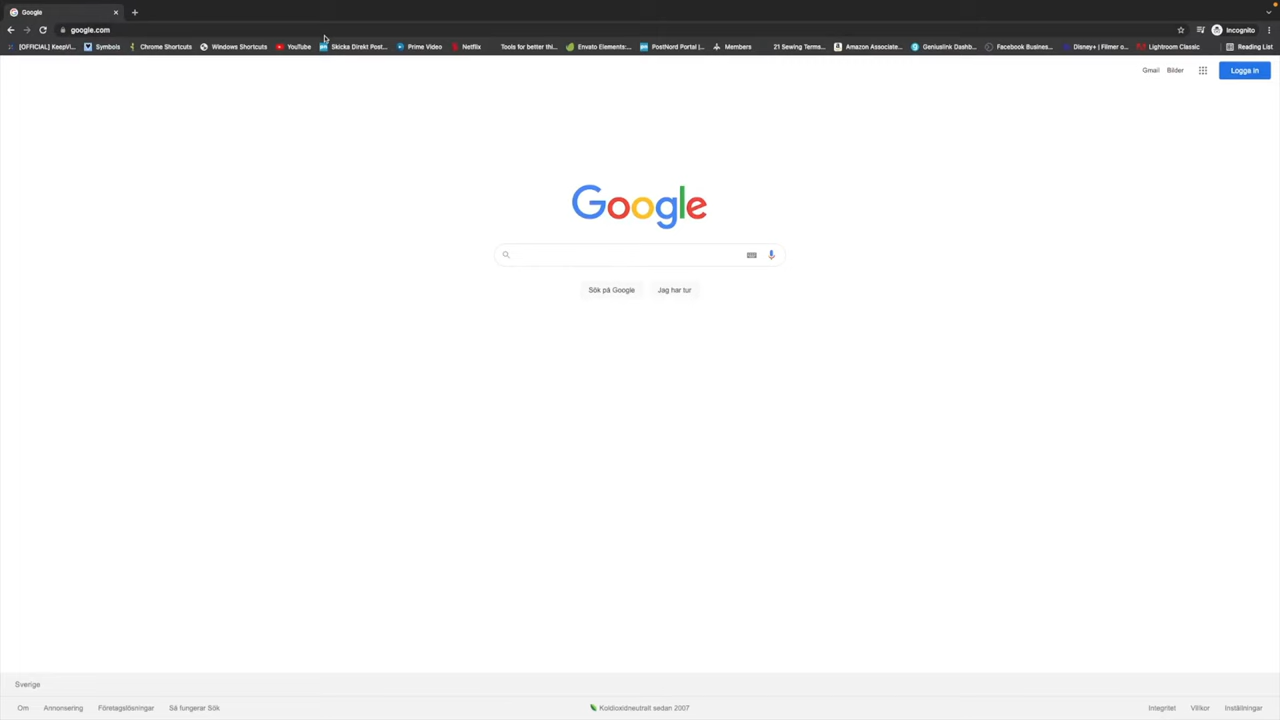 Google
google.com
Incognito
[OFFICIAL] KeepVi... Symbols Chrome Shortcuts Windows Shortcuts YouTube Skicka Direkt Post... Prime Video Netflix Tools for better thi... Envato Elements:... PostNord Portal |... Members 21 Sewing Terms... Amazon Associate... Geniuslink Dashb... Facebook Business... Disney+ | Filmer o... Lightroom Classic Reading List
Gmail Bilder Logga in
Google
Sök på Google Jag har tur
Sverige
Om Annonsering Företagslösningar Så fungerar Sök Koldioxidneutralt sedan 2007 Integritet Villkor Inställningar